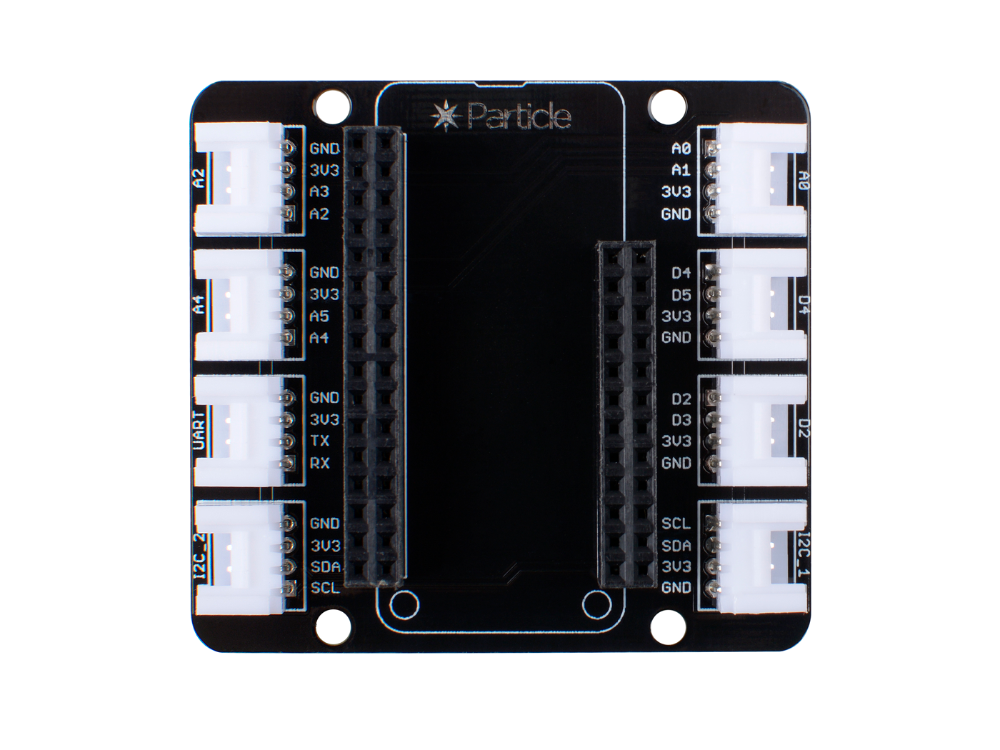 Particle
A2
GND
3V3
A3
A2
A4
GND
3V3
A5
A4
UART
GND
3V3
TX
RX
I2C_2
GND
3V3
SDA
SCL
A0
A1
3V3
GND
A0
D4
D5
3V3
GND
D4
D2
D3
3V3
GND
D2
SCL
SDA
3V3
GND
I2C_1